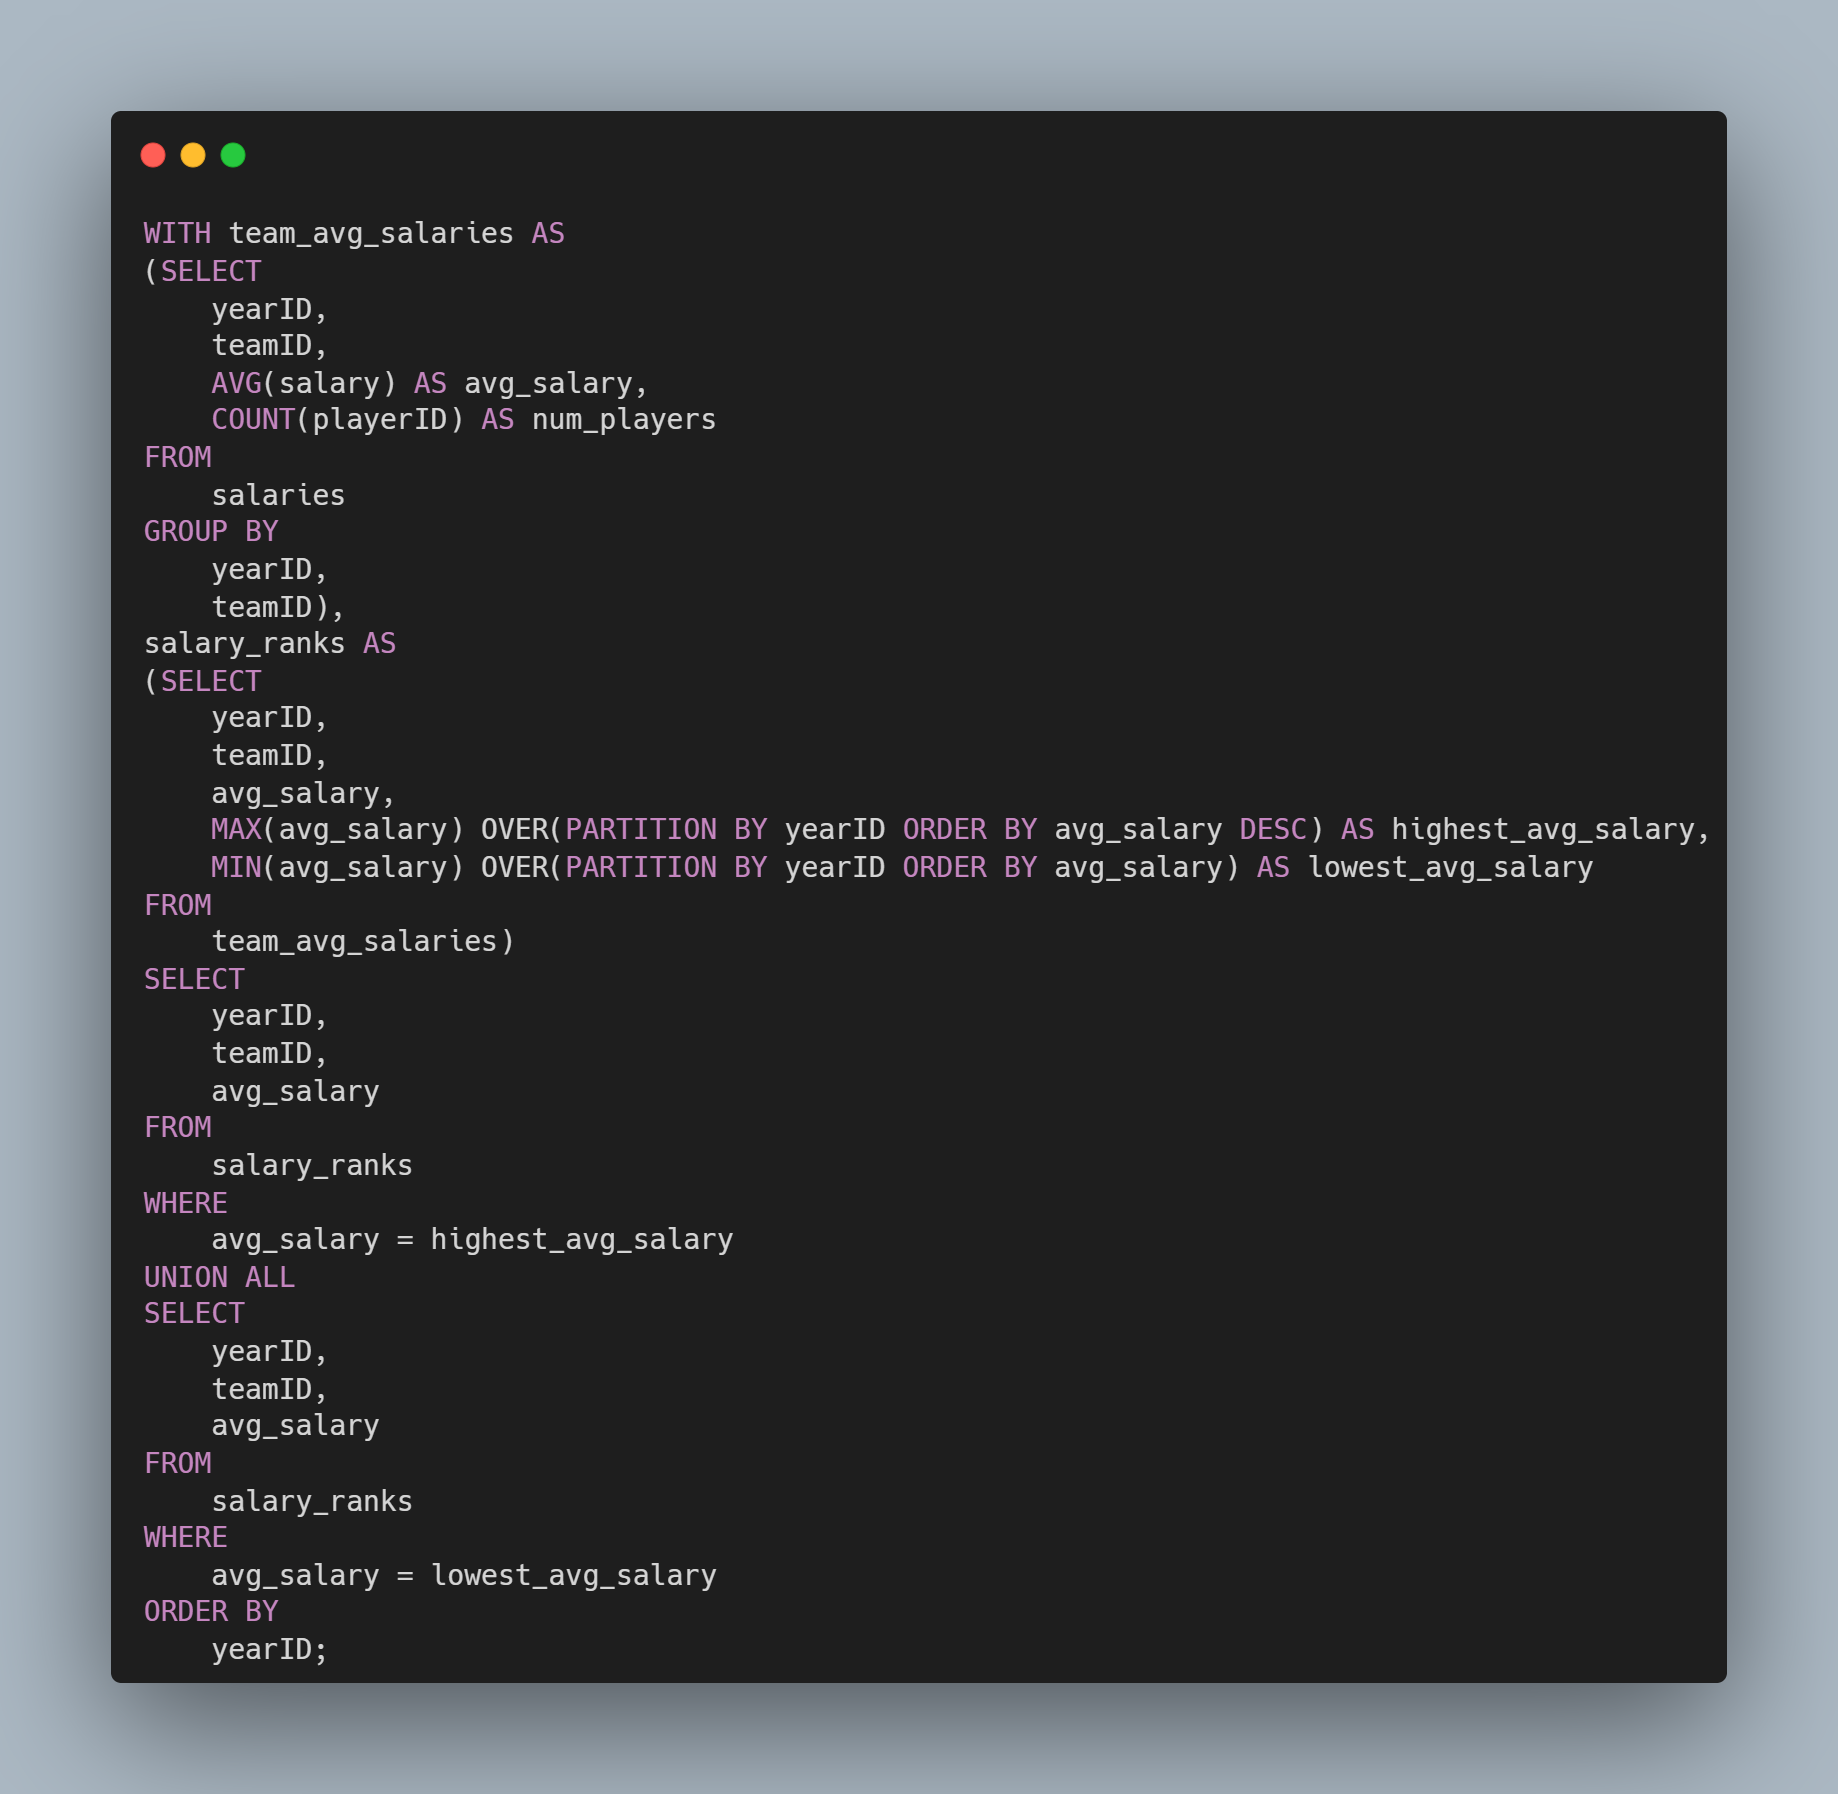 WITH team_avg_salaries AS
(SELECT
    yearID,
    teamID,
    AVG(salary) AS avg_salary,
    COUNT(playerID) AS num_players
FROM
    salaries
GROUP BY
    yearID,
    teamID),
salary_ranks AS
(SELECT
    yearID,
    teamID,
    avg_salary,
    MAX(avg_salary) OVER(PARTITION BY yearID ORDER BY avg_salary DESC) AS highest_avg_salary,
    MIN(avg_salary) OVER(PARTITION BY yearID ORDER BY avg_salary) AS lowest_avg_salary
FROM
    team_avg_salaries)
SELECT
    yearID,
    teamID,
    avg_salary
FROM
    salary_ranks
WHERE
    avg_salary = highest_avg_salary
UNION ALL
SELECT
    yearID,
    teamID,
    avg_salary
FROM
    salary_ranks
WHERE
    avg_salary = lowest_avg_salary
ORDER BY
    yearID;